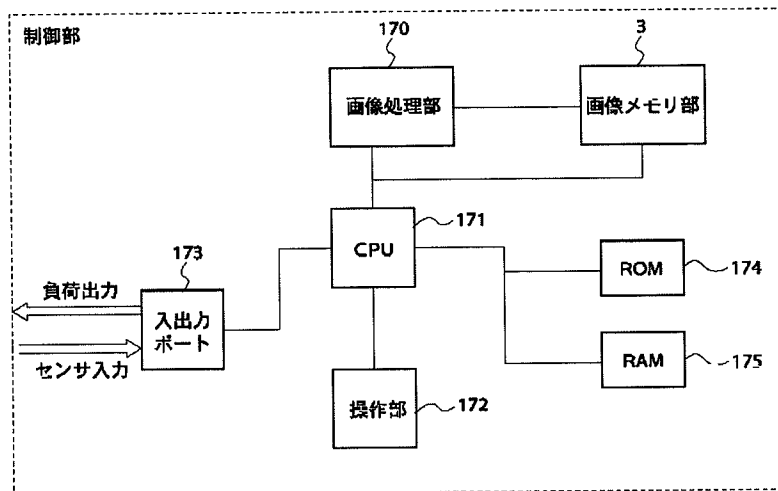 制御部
170
3
画像処理部
画像メモリ部
171
CPU
173
負荷出力
入出力
ポート
センサ入力
ROM
174
RAM
175
操作部
172